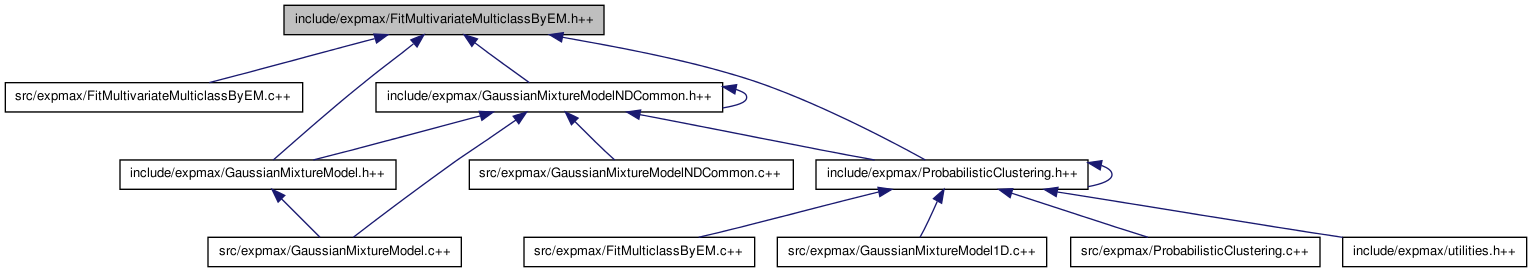 include/expmax/FitMultivariateMulticlassByEM.h++
src/expmax/FitMultivariateMulticlassByEM.c++
include/expmax/GaussianMixtureModelNDCommon.h++
include/expmax/GaussianMixtureModel.h++
src/expmax/GaussianMixtureModelNDCommon.c++
include/expmax/ProbabilisticClustering.h++
src/expmax/GaussianMixtureModel.c++
src/expmax/FitMulticlassByEM.c++
src/expmax/GaussianMixtureModel1D.c++
src/expmax/ProbabilisticClustering.c++
include/expmax/utilities.h++